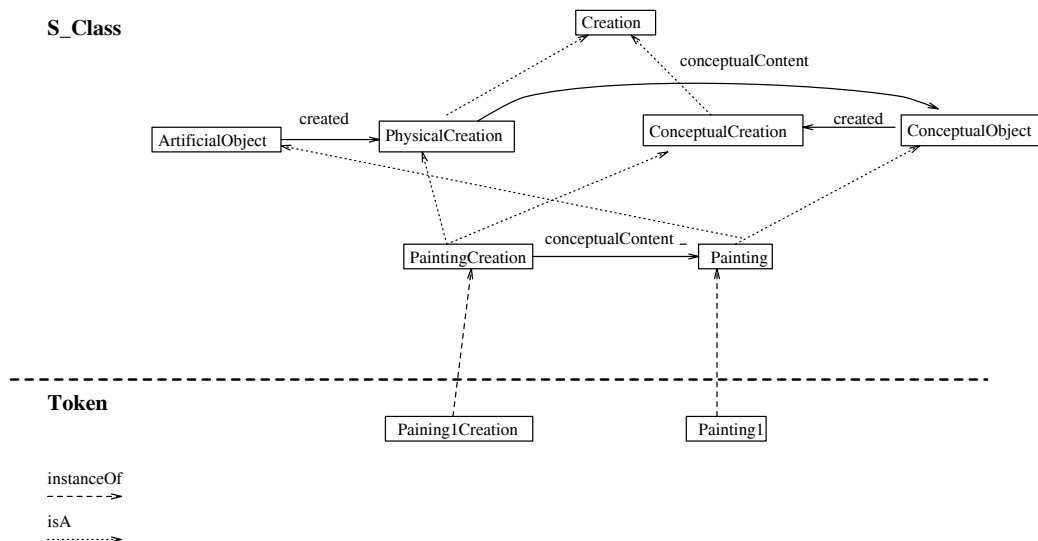 S_Class
Creation
conceptualContent
created
created
ArtificialObject
PhysicalCreation
ConceptualCreation
ConceptualObject
conceptualContent _
PaintingCreation
Painting
Token
Paining1Creation
Painting1
instanceOf
isA